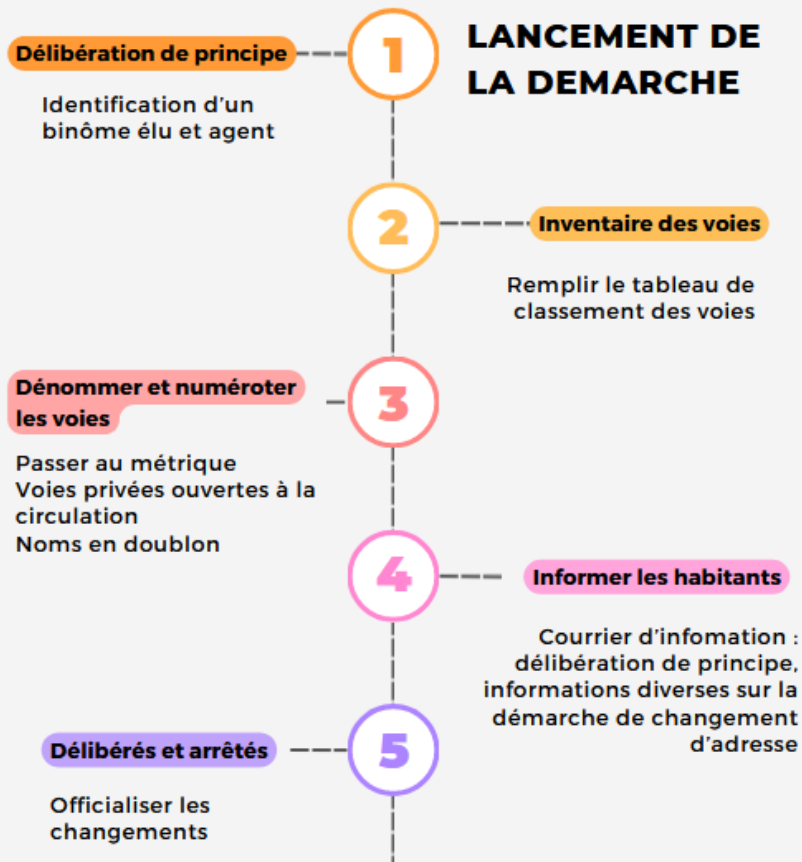 LANCEMENT DE
LA DEMARCHE
1
Délibération de principe
Identification d'un
binôme élu et agent
2
Inventaire des voies
Remplir le tableau de
classement des voies
3
Dénommer et numéroter
les voies
Passer au métrique
Voies privées ouvertes à la
circulation
Noms en doublon
4
Informer les habitants
Courrier d'infomation :
délibération de principe,
informations diverses sur la
démarche de changement
d'adresse
5
Délibérés et arrêtés
Officialiser les
changements